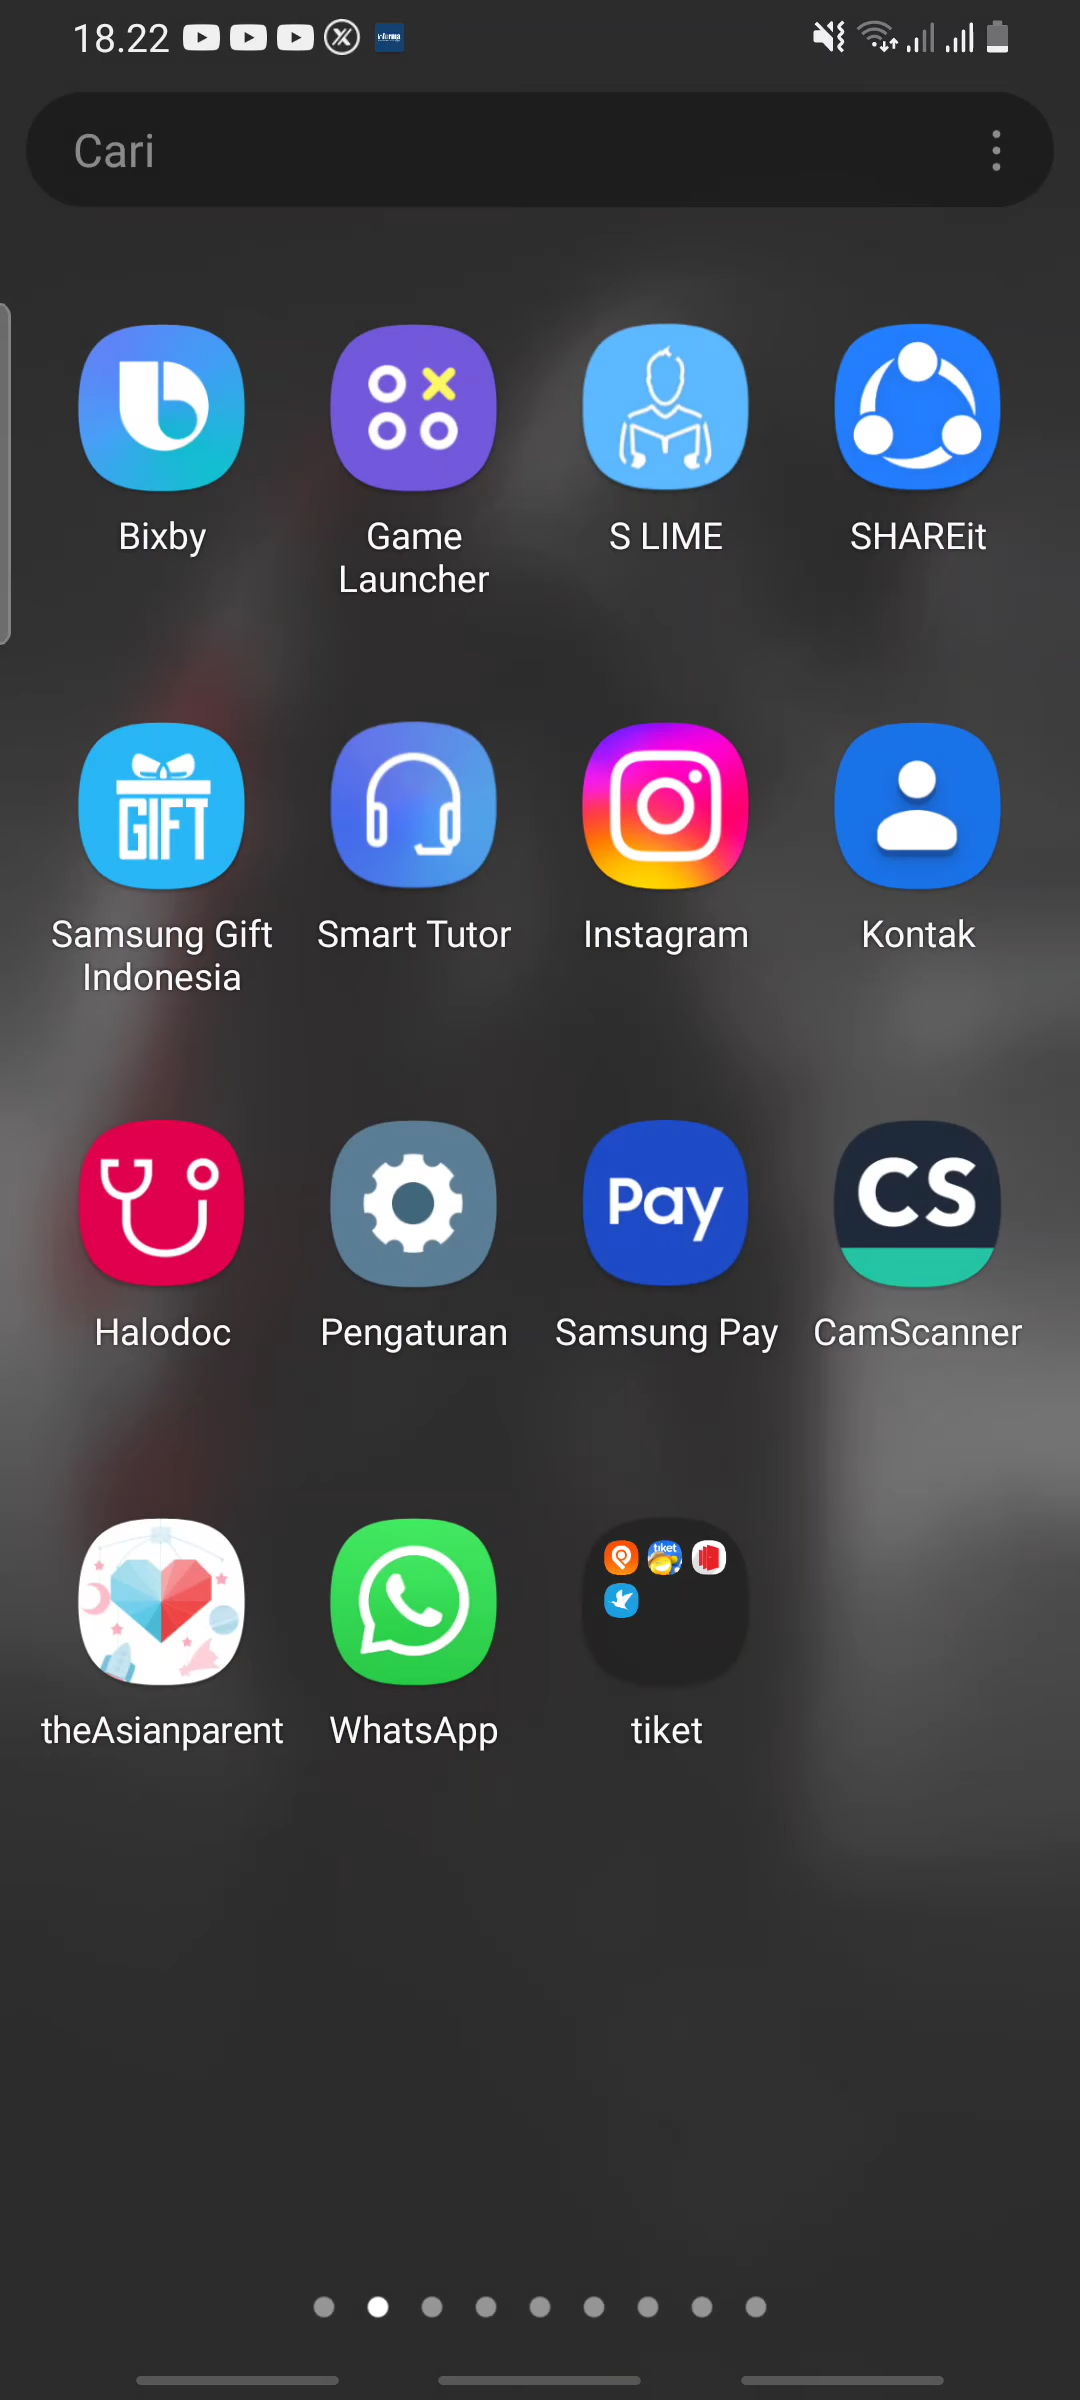 18.22
Cari
Bixby
Game
Launcher
S LIME
SHAREit
GIFT
Samsung Gift
Indonesia
Smart Tutor
Instagram
Kontak
Pay
CS
Halodoc
Pengaturan
Samsung Pay
CamScanner
tiket
theAsianparent
WhatsApp
tiket